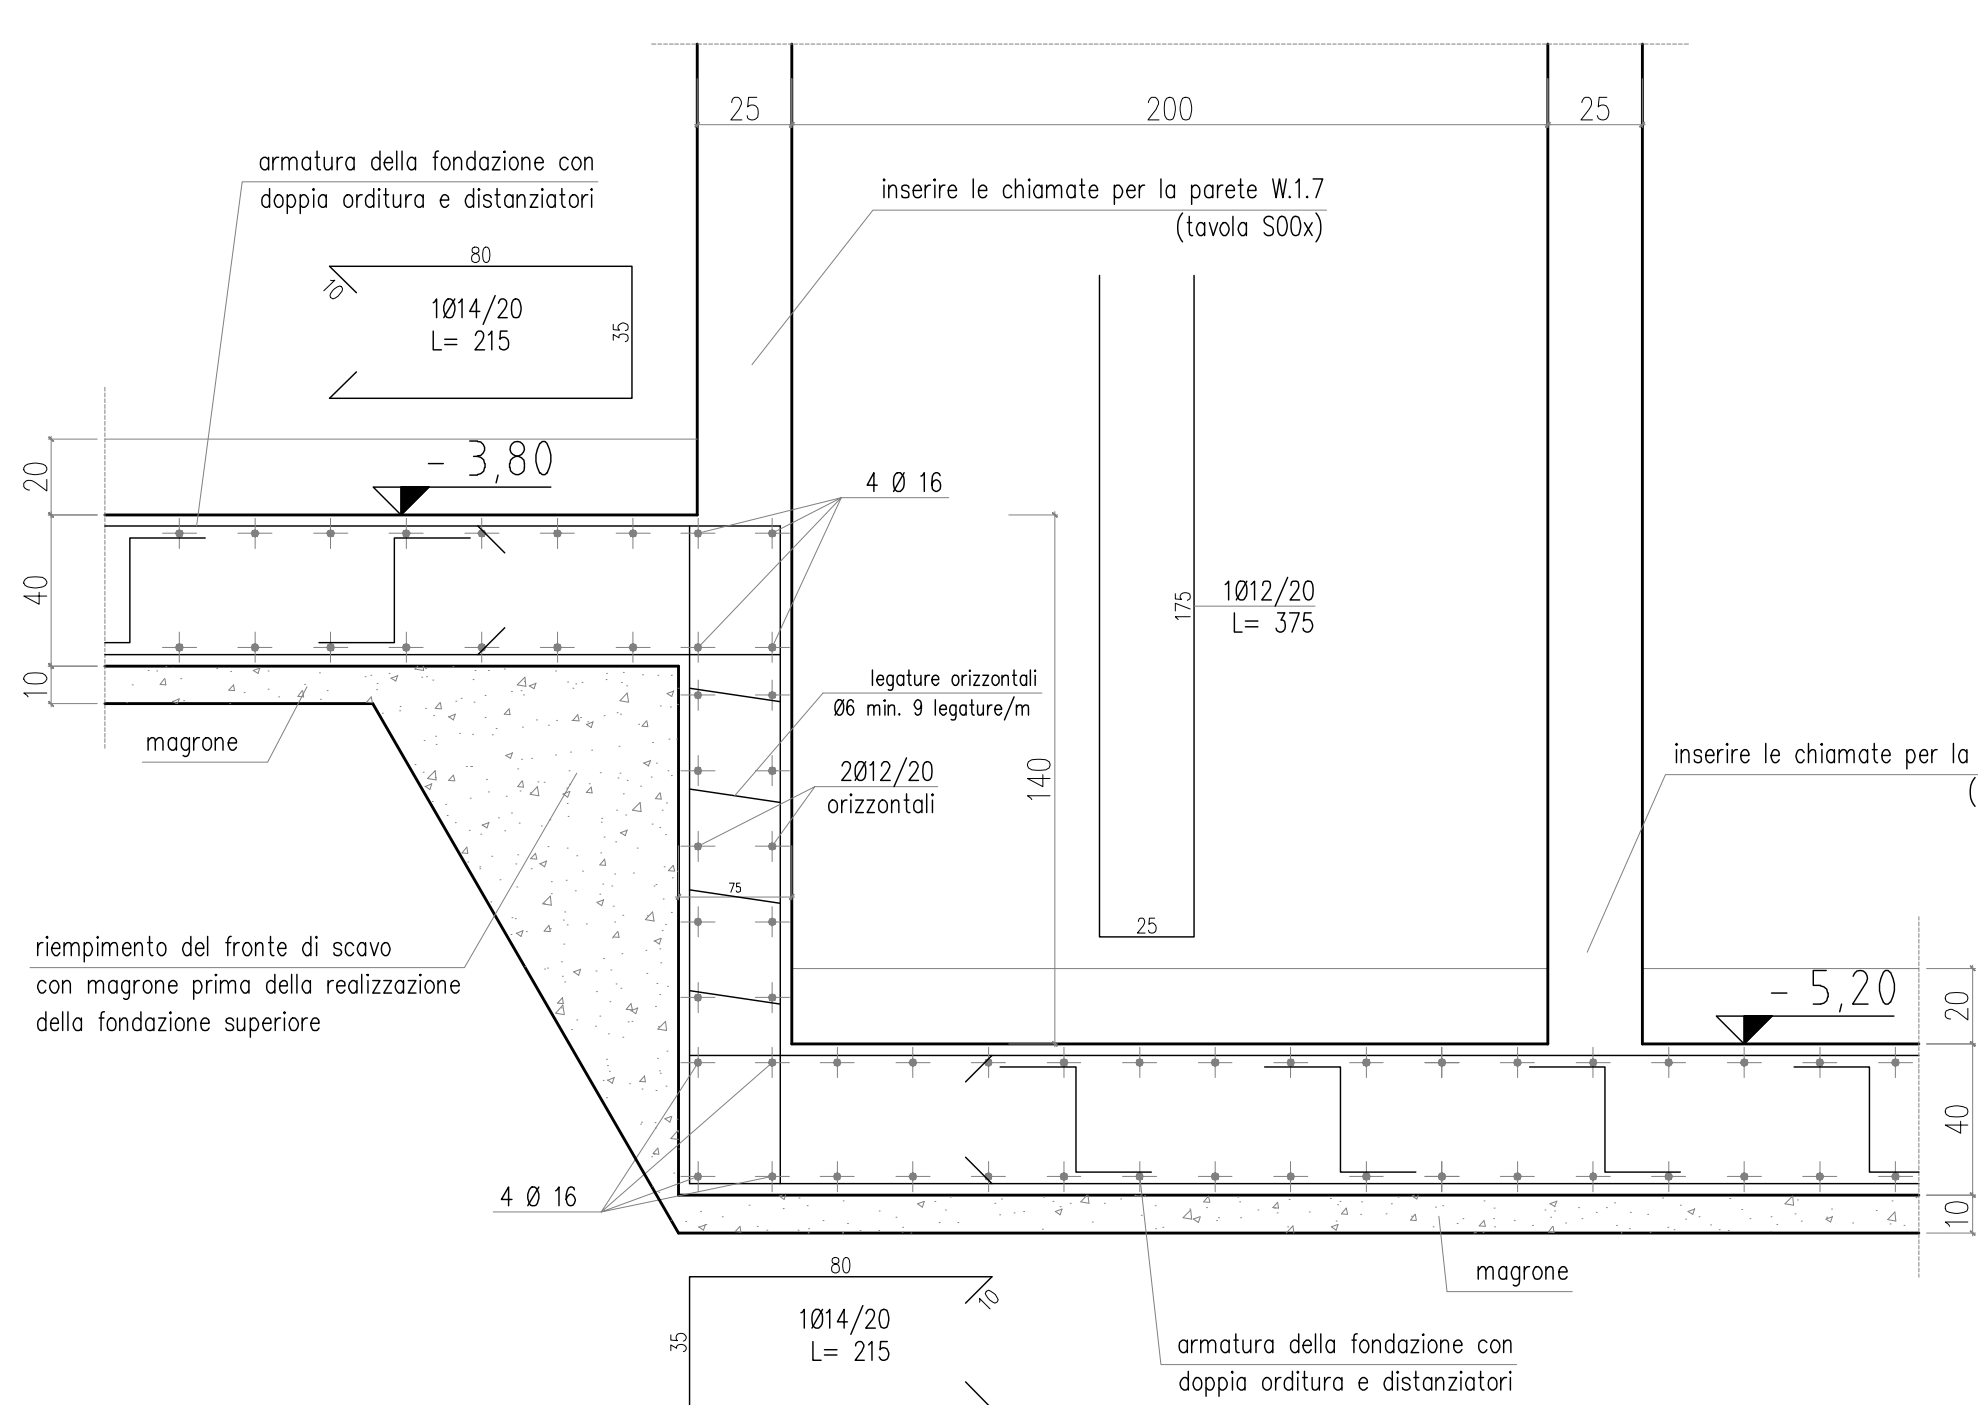 25
200
25
armatura della fondazione con
doppia orditura e distanziatori
inserire le chiamate per la parete W.1.7
(tavola S00x)
80
10
1Ø14/20
L= 215
35
20
- 3,80
4 Ø 16
40
175
1Ø12/20
L= 375
10
legature orizzontali
Ø6 min. 9 legature/m
magrone
2Ø12/20
orizzontali
140
inserire le chiamate per la
(
75
25
riempimento del fronte di scavo
con magrone prima della realizzazione
della fondazione superiore
- 5,20
20
40
4 Ø 16
10
80
10
magrone
1Ø14/20
L= 215
35
armatura della fondazione con
doppia orditura e distanziatori